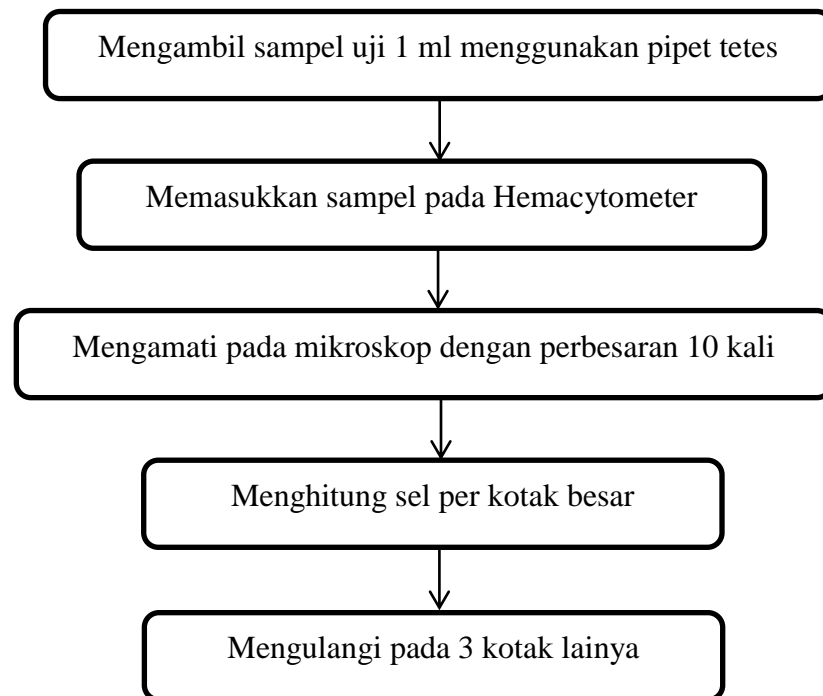 Mengambil sampel uji 1 ml menggunakan pipet tetes
Memasukkan sampel pada Hemacytometer
Mengamati pada mikroskop dengan perbesaran 10 kali
Menghitung sel per kotak besar
Mengulangi pada 3 kotak lainya